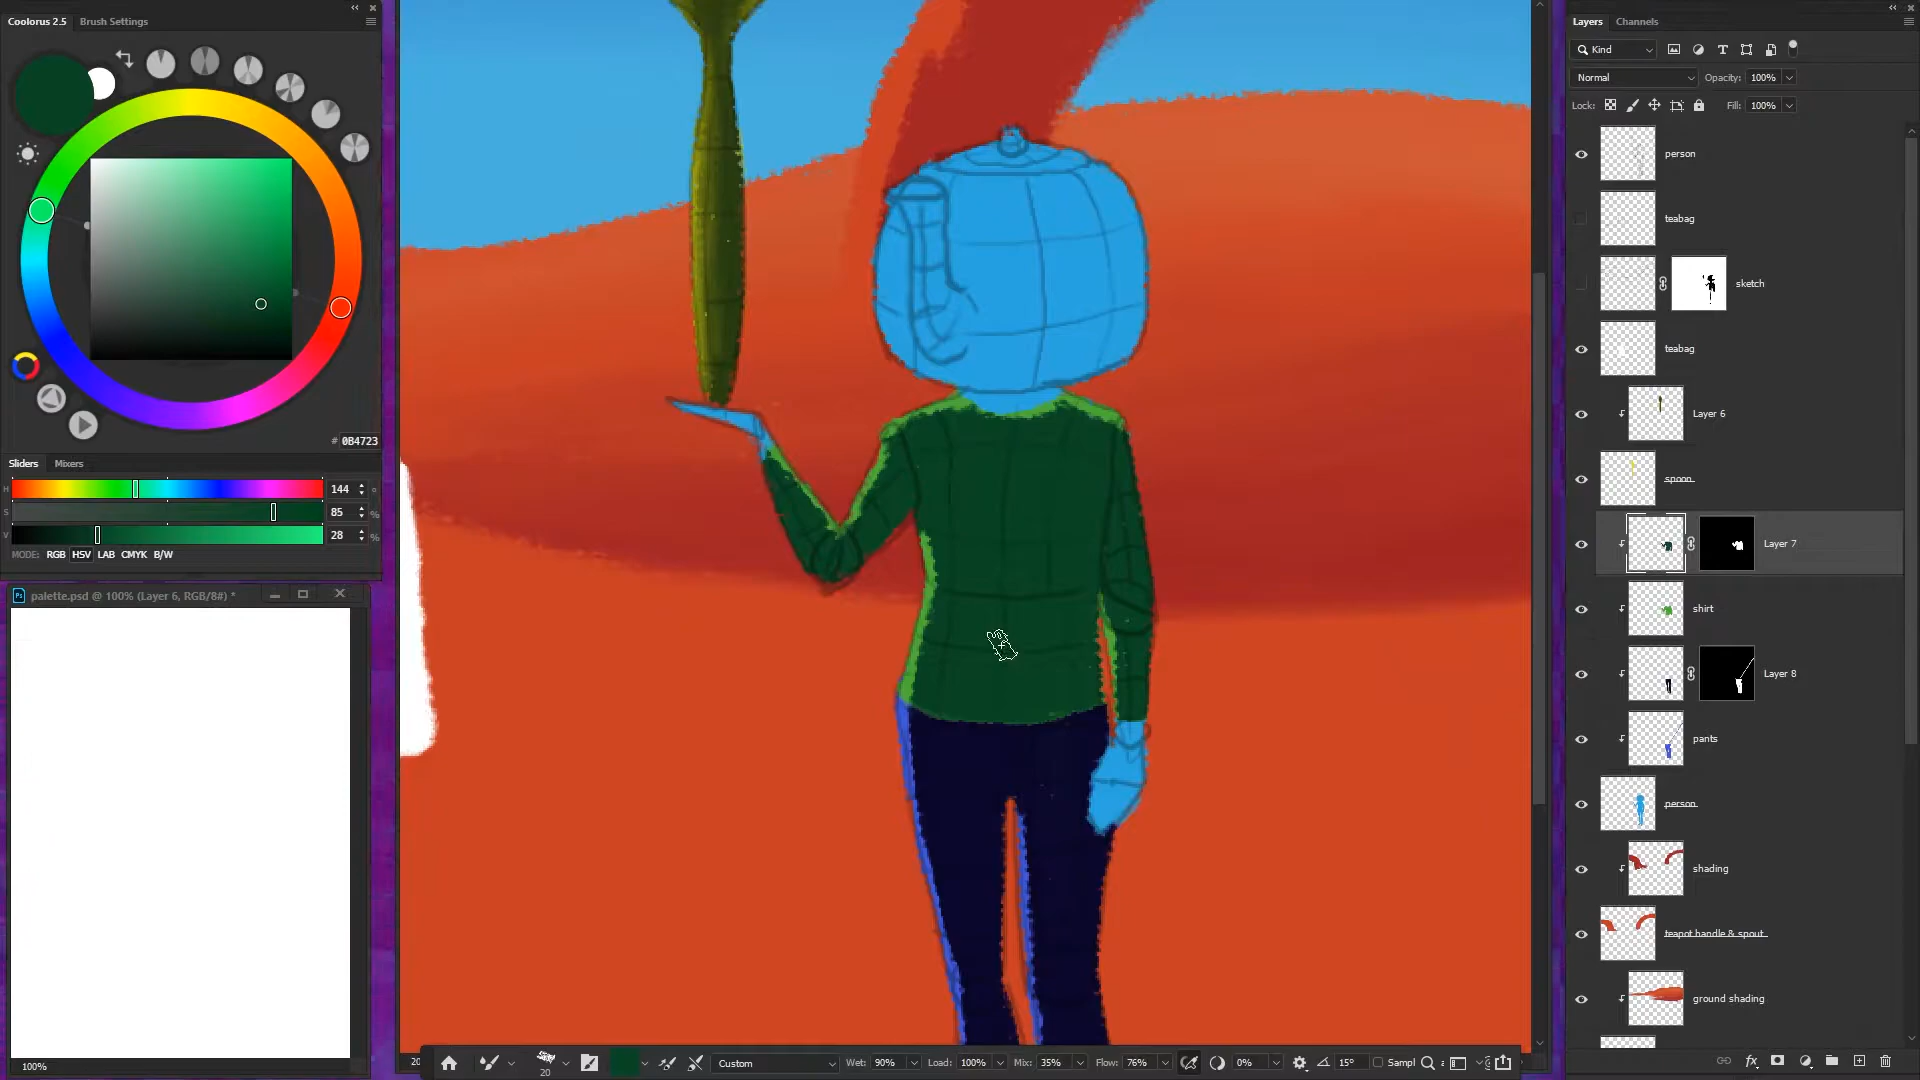 Coolorus 2.5
Brush Settings
# 0B4723
Sliders
Mixers
H
144
°
S
85
%
V
28
%
MODE: RGB HSV LAB CMYK B/W
palette.psd @ 100% (Layer 6, RGB/8#) *
100%
Layers
Channels
Kind
Normal
Opacity: 100%
Lock:
Fill: 100%
person
teabag
sketch
teabag
Layer 6
spoon
Layer 7
shirt
Layer 8
pants
person
shading
teapot handle & spout
ground shading
20
20
Custom
Wet: 90%
Load: 100%
Mix: 35%
Flow: 76%
0%
15°
Sampl